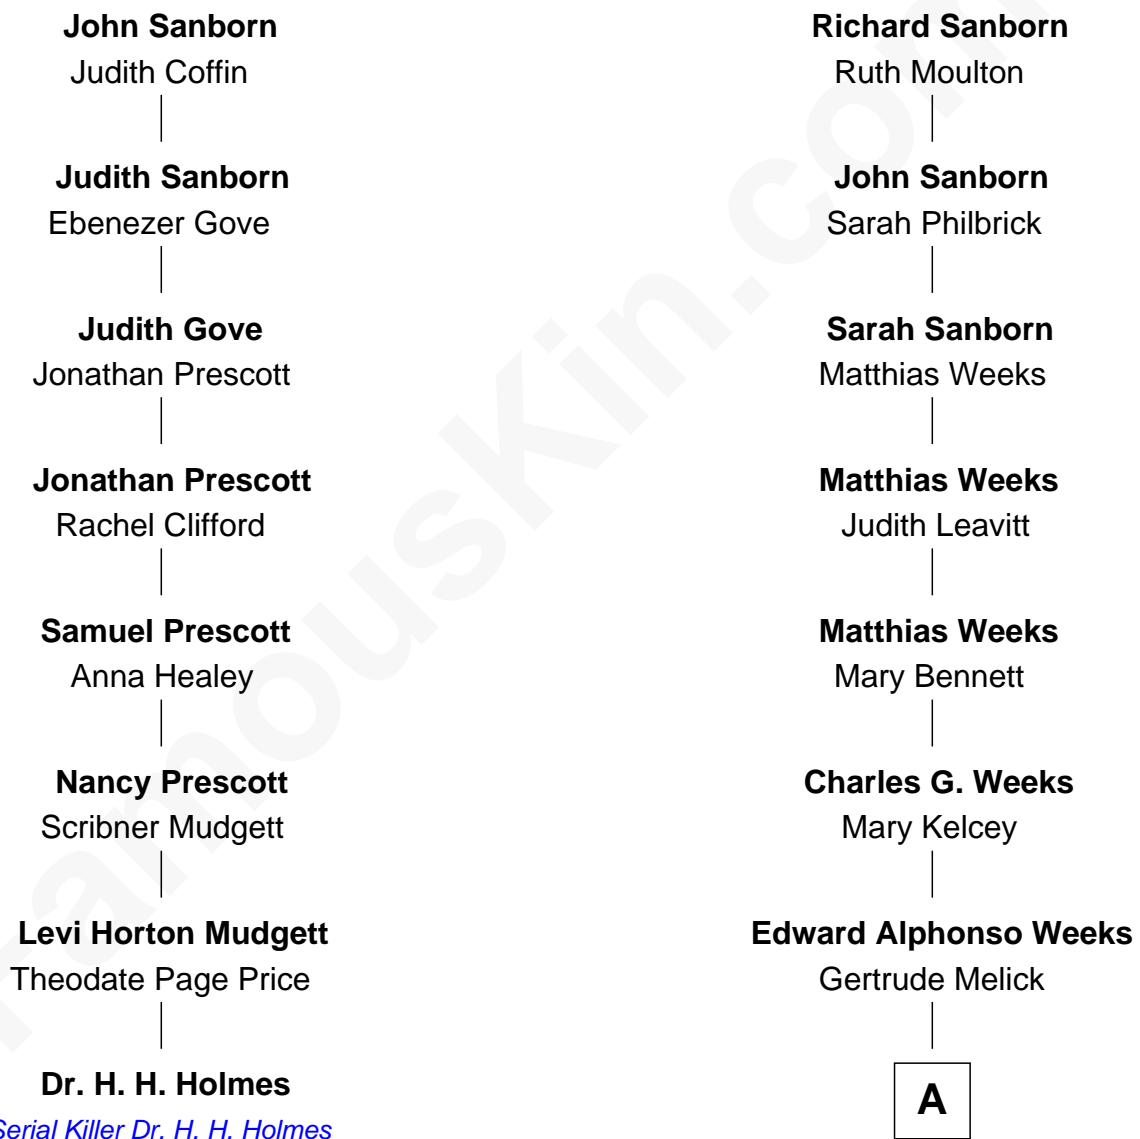 John Sanborn
Judith Coffin
Judith Sanborn
Ebenezer Gove
Judith Gove
Jonathan Prescott
Jonathan Prescott
Rachel Clifford
Samuel Prescott
Anna Healey
Nancy Prescott
Scribner Mudgett
Levi Horton Mudgett
Theodate Page Price
Dr. H. H. Holmes
Serial Killer Dr. H. H. Holmes
Richard Sanborn
Ruth Moulton
John Sanborn
Sarah Philbrick
Sarah Sanborn
Matthias Weeks
Matthias Weeks
Judith Leavitt
Matthias Weeks
Mary Bennett
Charles G. Weeks
Mary Kelcey
Edward Alphonso Weeks
Gertrude Melick
A
FamousKin.com